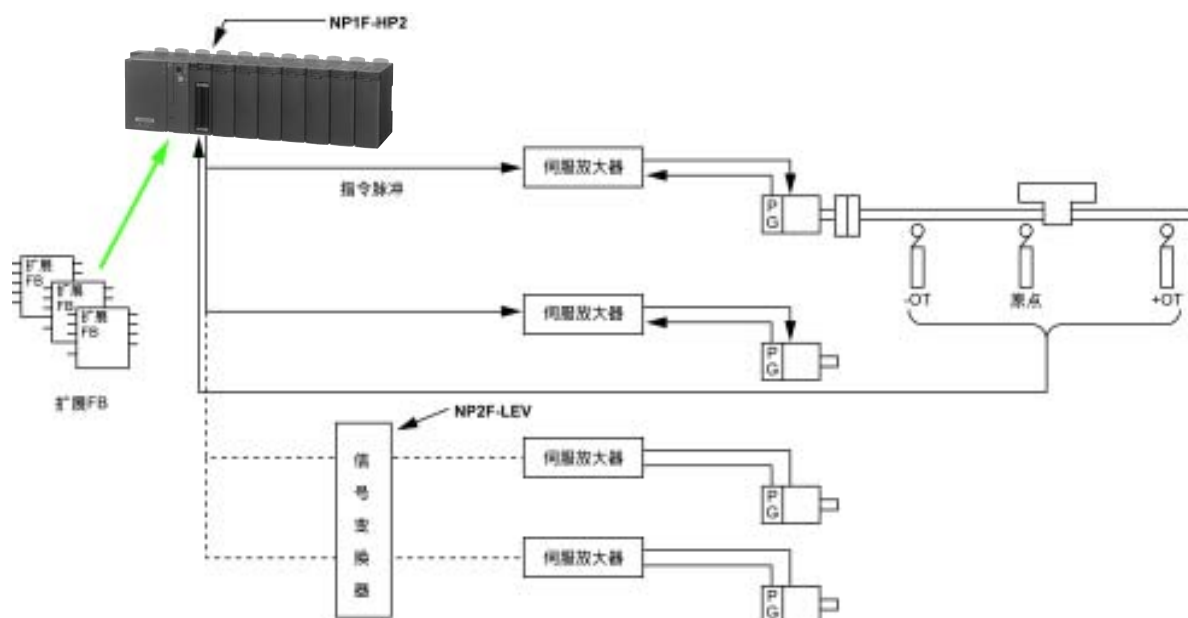 NP1F-HP2
指令脉冲
伺服放大器
P
G
-OT
原点
+OT
扩展
FB
扩展
FB
扩展
FB
扩展FB
伺服放大器
P
G
NP2F-LEV
信
号
变
换
器
伺服放大器
P
G
伺服放大器
P
G